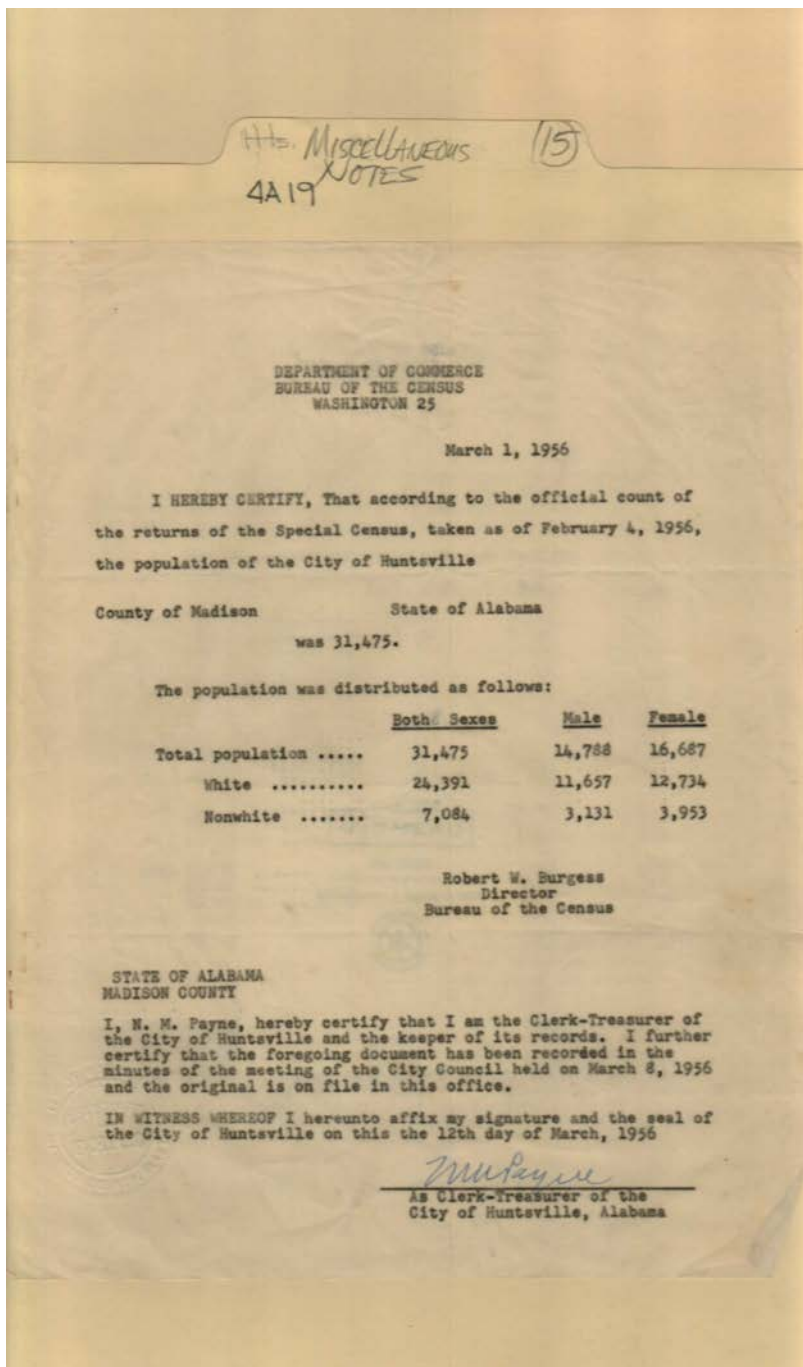 MISCELLANEOUS (15)
NOTES
4A19
DEPARTMENT OF COMMERCE
BUREAU OF THE CENSUS
WASHINGTON 25
March 1, 1956
I HEREBY CERTIFY, That according to the official count of
the returns of the Special Census, taken as of February 4, 1956,
the population of the City of Huntsville
County of Madison State of Alabama
was 31,475.
The population was distributed as follows:
Both Sexes Male Female
Total population ..... 31,475 14,788 16,687
White .......... 24,391 11,657 12,734
Nonwhite ....... 7,084 3,131 3,953
Robert W. Burgess
Director
Bureau of the Census
STATE OF ALABAMA
MADISON COUNTY
I, N. M. Payne, hereby certify that I am the Clerk-Treasurer of
the City of Huntsville and the keeper of its records. I further
certify that the foregoing document has been recorded in the
minutes of the meeting of the City Council held on March 8, 1956
and the original is on file in this office.
IN WITNESS WHEREOF I hereunto affix my signature and the seal of
the City of Huntsville on this the 12th day of March, 1956
NMPayne
As Clerk-Treasurer of the
City of Huntsville, Alabama